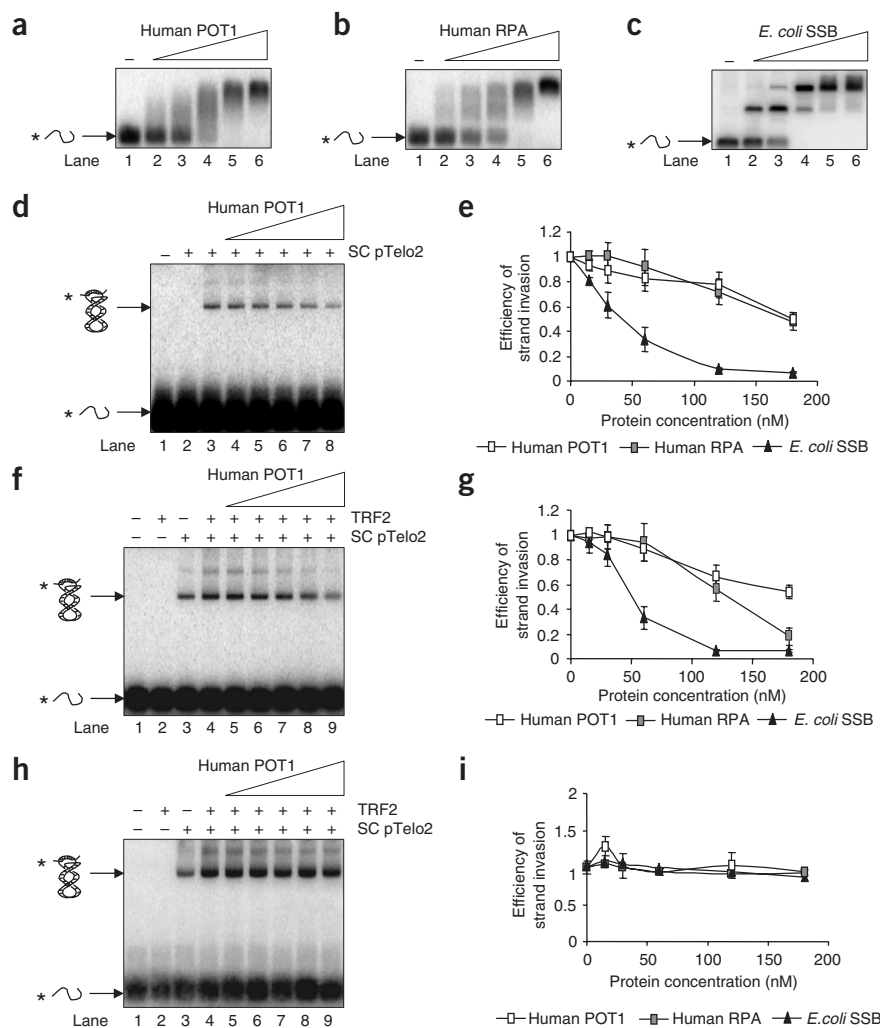 a
Human POT1
–
*
Lane 1 2 3 4 5 6
b
Human RPA
–
*
Lane 1 2 3 4 5 6
c
E. coli SSB
–
*
Lane 1 2 3 4 5 6
d
Human POT1
– + + + + + + + SC pTelo2
*
*
Lane 1 2 3 4 5 6 7 8
e
Efficiency of
strand invasion
1.2
1
0.8
0.6
0.4
0.2
0
0 50 100 150 200
Protein concentration (nM)
Human POT1 Human RPA E. coli SSB
f
Human POT1
– + – + + + + + + TRF2
– – + + + + + + + SC pTelo2
*
*
Lane 1 2 3 4 5 6 7 8 9
g
Efficiency of
strand invasion
1.2
1
0.8
0.6
0.4
0.2
0
0 50 100 150 200
Protein concentration (nM)
Human POT1 Human RPA E. coli SSB
h
Human POT1
– + – + + + + + + TRF2
– – + + + + + + + SC pTelo2
*
*
Lane 1 2 3 4 5 6 7 8 9
i
Efficiency of
strand invasion
2
1.5
1
0.5
0
0 50 100 150 200
Protein concentration (nM)
Human POT1 Human RPA E.coli SSB